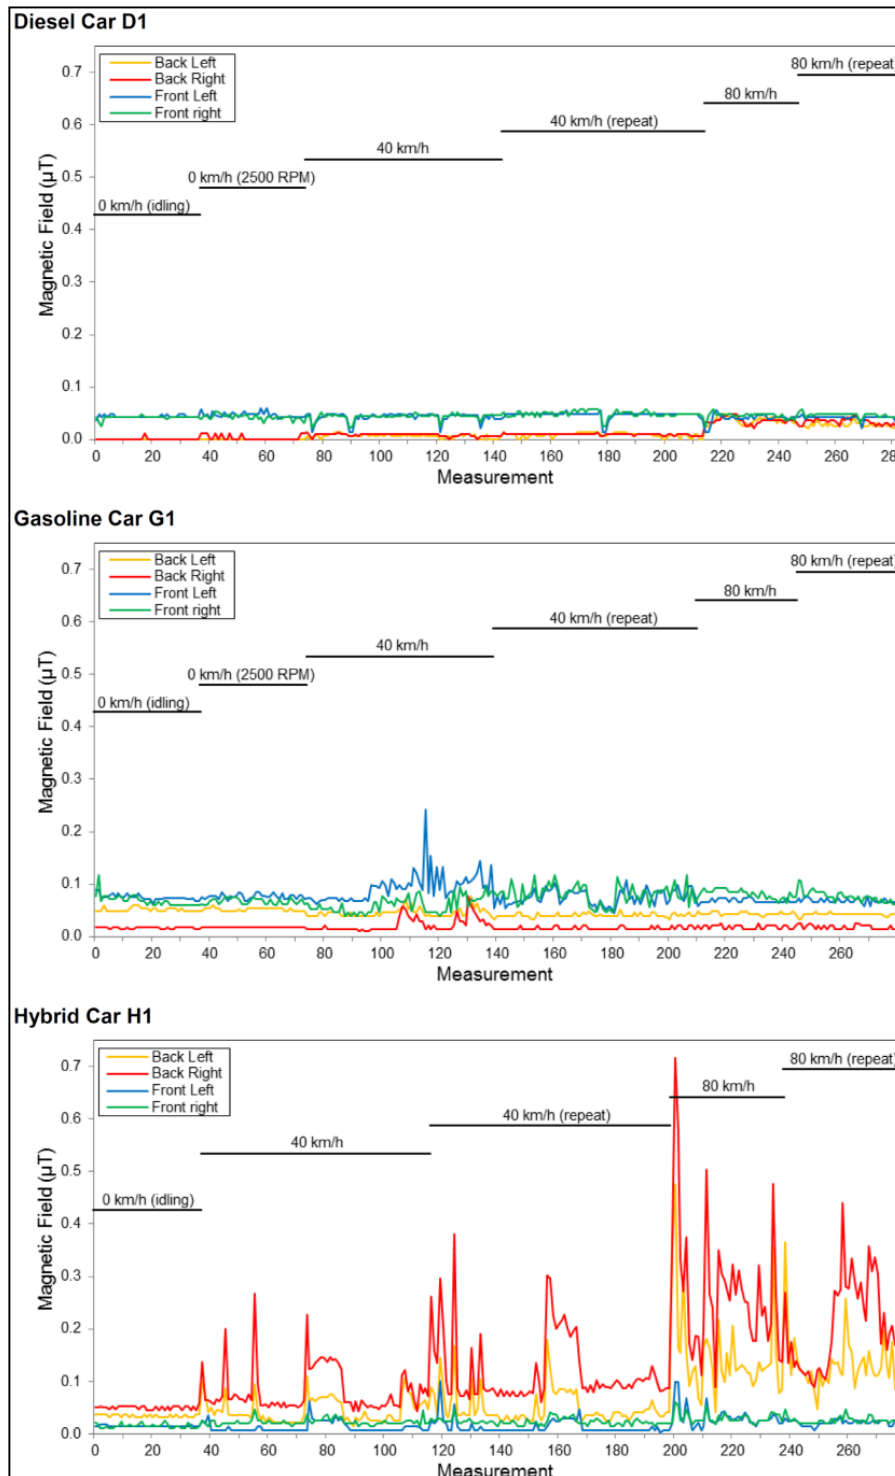 Diesel Car D1
Back Left
Back Right
Front Left
Front right
80 km/h (repeat)
80 km/h
40 km/h (repeat)
40 km/h
0 km/h (2500 RPM)
0 km/h (idling)
Magnetic Field (µT)
0.7
0.6
0.5
0.4
0.3
0.2
0.1
0.0
0 20 40 60 80 100 120 140 160 180 200 220 240 260 280
Measurement
Gasoline Car G1
Back Left
Back Right
Front Left
Front right
80 km/h (repeat)
80 km/h
40 km/h (repeat)
40 km/h
0 km/h (2500 RPM)
0 km/h (idling)
Magnetic Field (µT)
0.7
0.6
0.5
0.4
0.3
0.2
0.1
0.0
0 20 40 60 80 100 120 140 160 180 200 220 240 260
Measurement
Hybrid Car H1
Back Left
Back Right
Front Left
Front right
80 km/h (repeat)
80 km/h
40 km/h (repeat)
40 km/h
0 km/h (idling)
Magnetic Field (µT)
0.7
0.6
0.5
0.4
0.3
0.2
0.1
0.0
0 20 40 60 80 100 120 140 160 180 200 220 240 260
Measurement